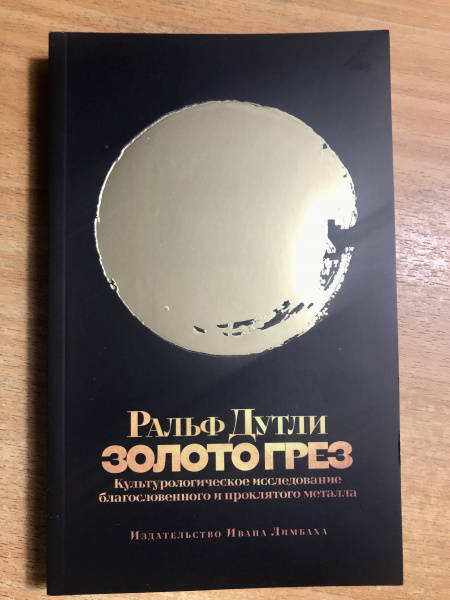 Ральф Дутли
ЗОЛОТО ГРЕЗ
Культурологическое исследование
благословенного и проклятого металла
Издательство Ивана Лимбаха